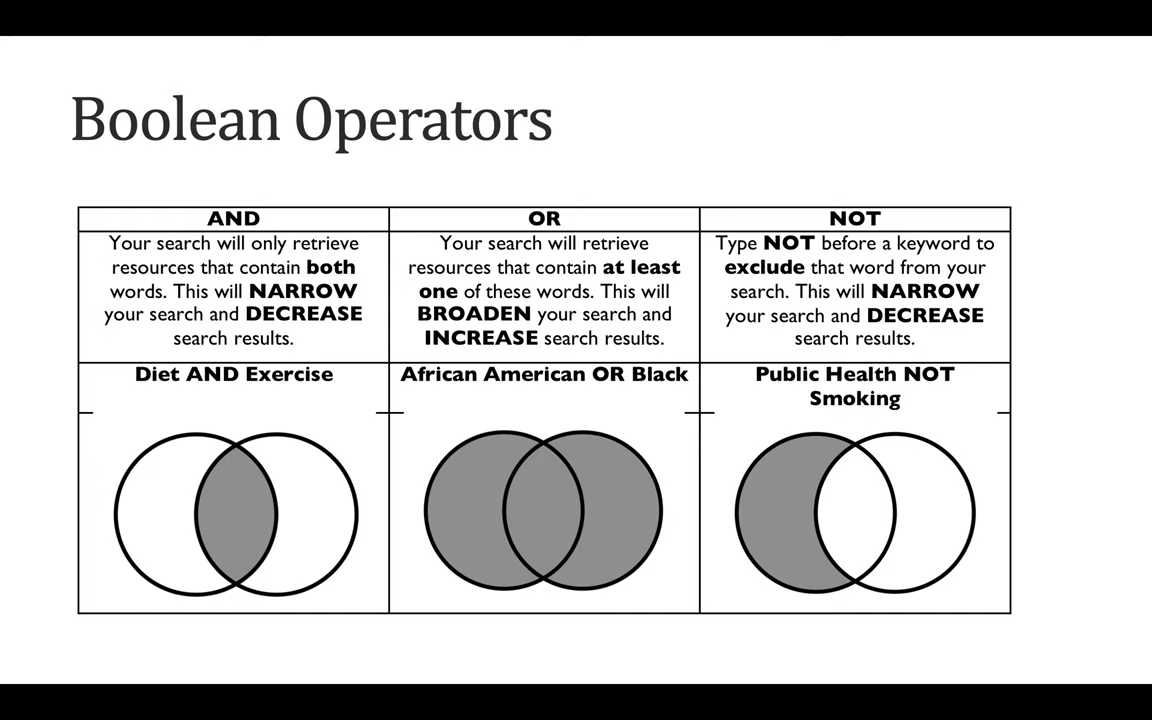 Boolean Operators
AND
Your search will only retrieve
resources that contain both
words. This will NARROW
your search and DECREASE
search results.
OR
Your search will retrieve
resources that contain at least
one of these words. This will
BROADEN your search and
INCREASE search results.
NOT
Type NOT before a keyword to
exclude that word from your
search. This will NARROW
your search and DECREASE
search results.
Diet AND Exercise
African American OR Black
Public Health NOT
Smoking